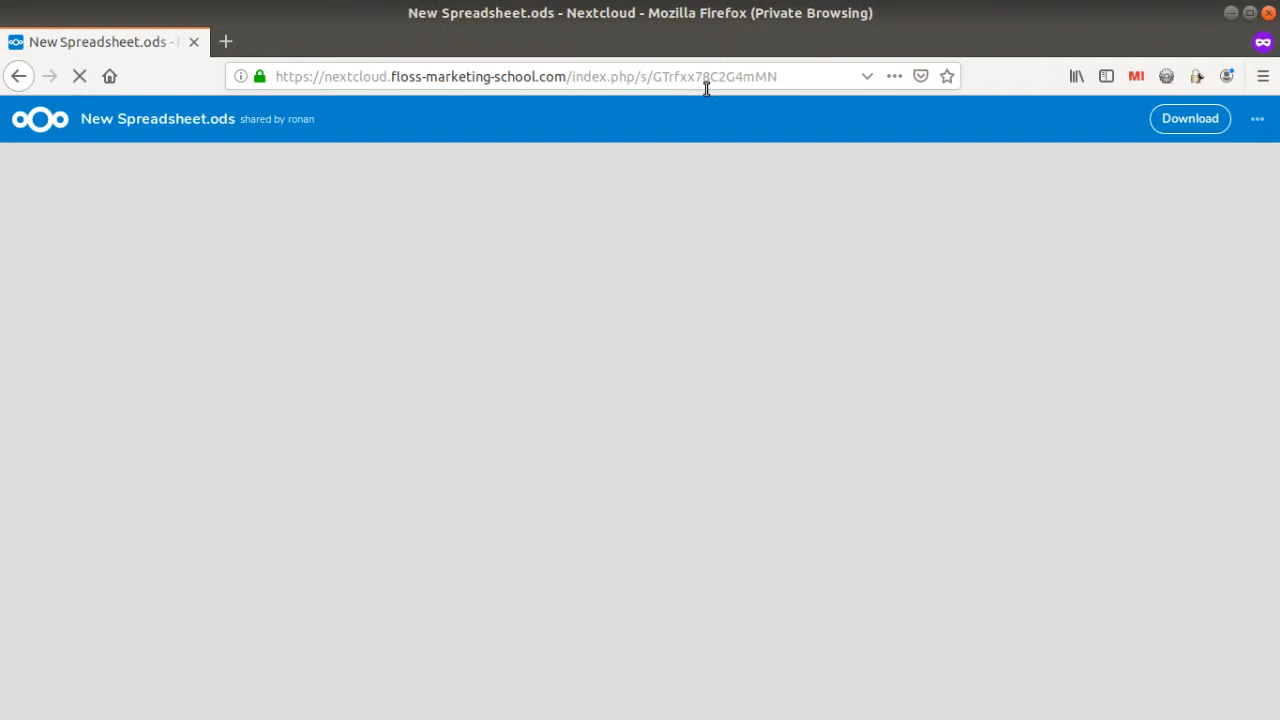 New Spreadsheet.ods - Nextcloud - Mozilla Firefox (Private Browsing)
New Spreadsheet.ods -
https://nextcloud.floss-marketing-school.com/index.php/s/GTrfxx78C2G4mMN
MI
New Spreadsheet.ods shared by ronan
Download